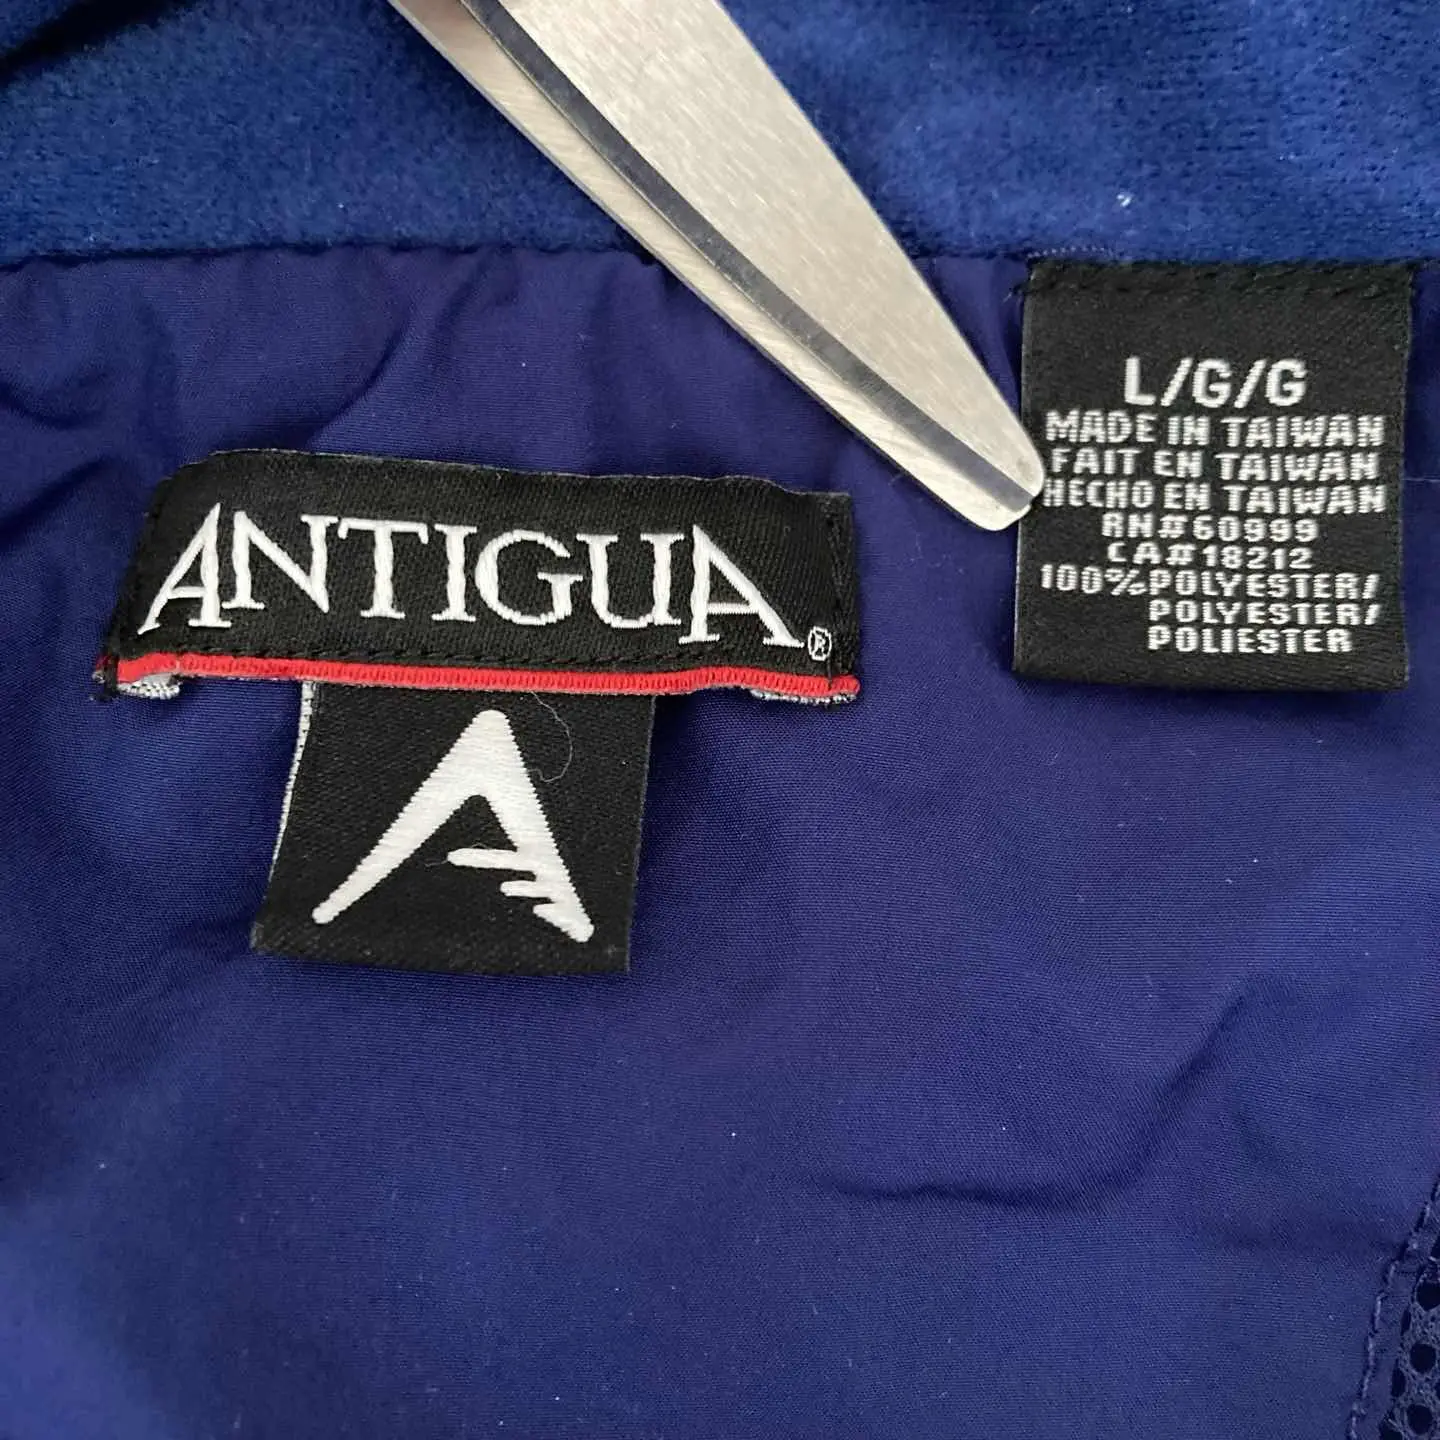 ANTIGUA®
L/G/G
MADE IN TAIWAN
FAIT EN TAIWAN
HECHO EN TAIWAN
RN#60999
CA#18212
100%POLYESTER/
POLYESTER/
POLIESTER